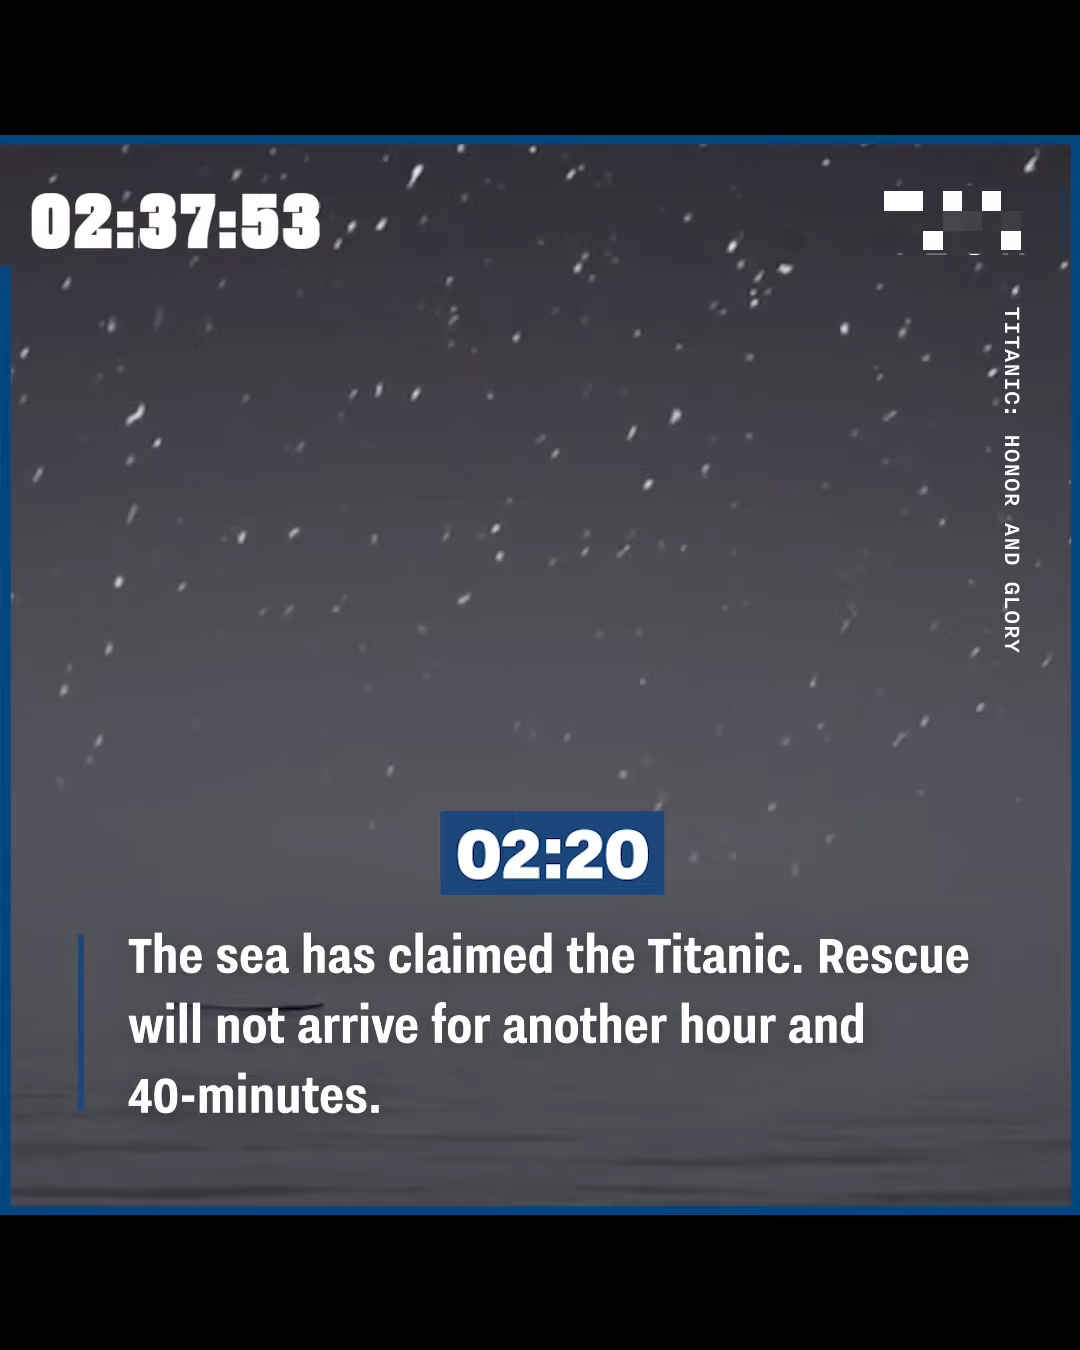 02:37:53
TITANIC: HONOR AND GLORY
02:20
The sea has claimed the Titanic. Rescue
will not arrive for another hour and
40-minutes.